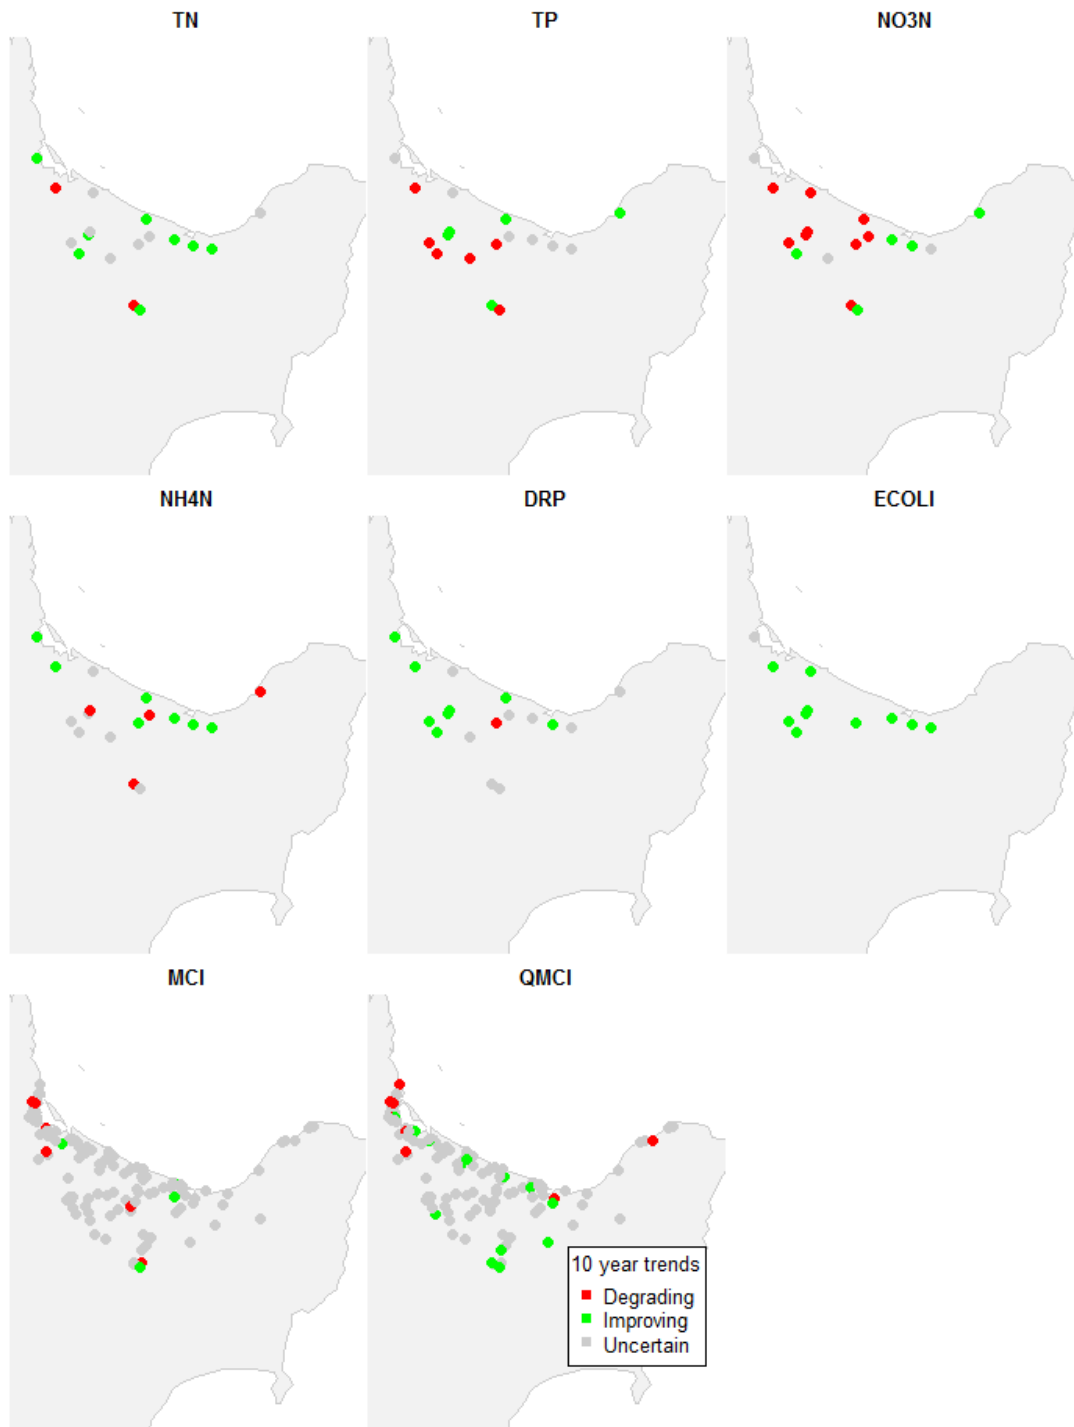 TN
TP
NO3N
NH4N
DRP
ECOLI
MCI
QMCI
10 year trends
Degrading
Improving
Uncertain